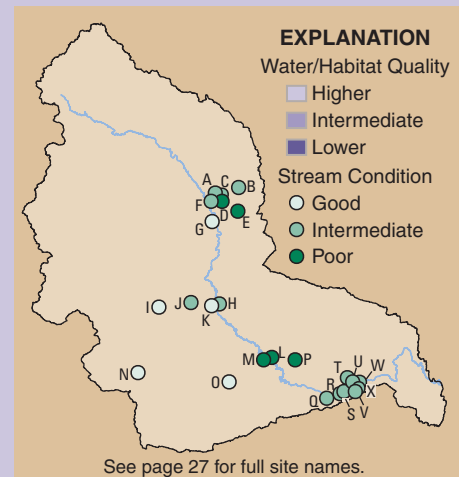 EXPLANATION
Water/Habitat Quality
Higher
Intermediate
Lower
Stream Condition
Good
Intermediate
Poor
A C B
F D E
G
I J H
K
M L P
N O
T U W
R X
Q S V
See page 27 for full site names.